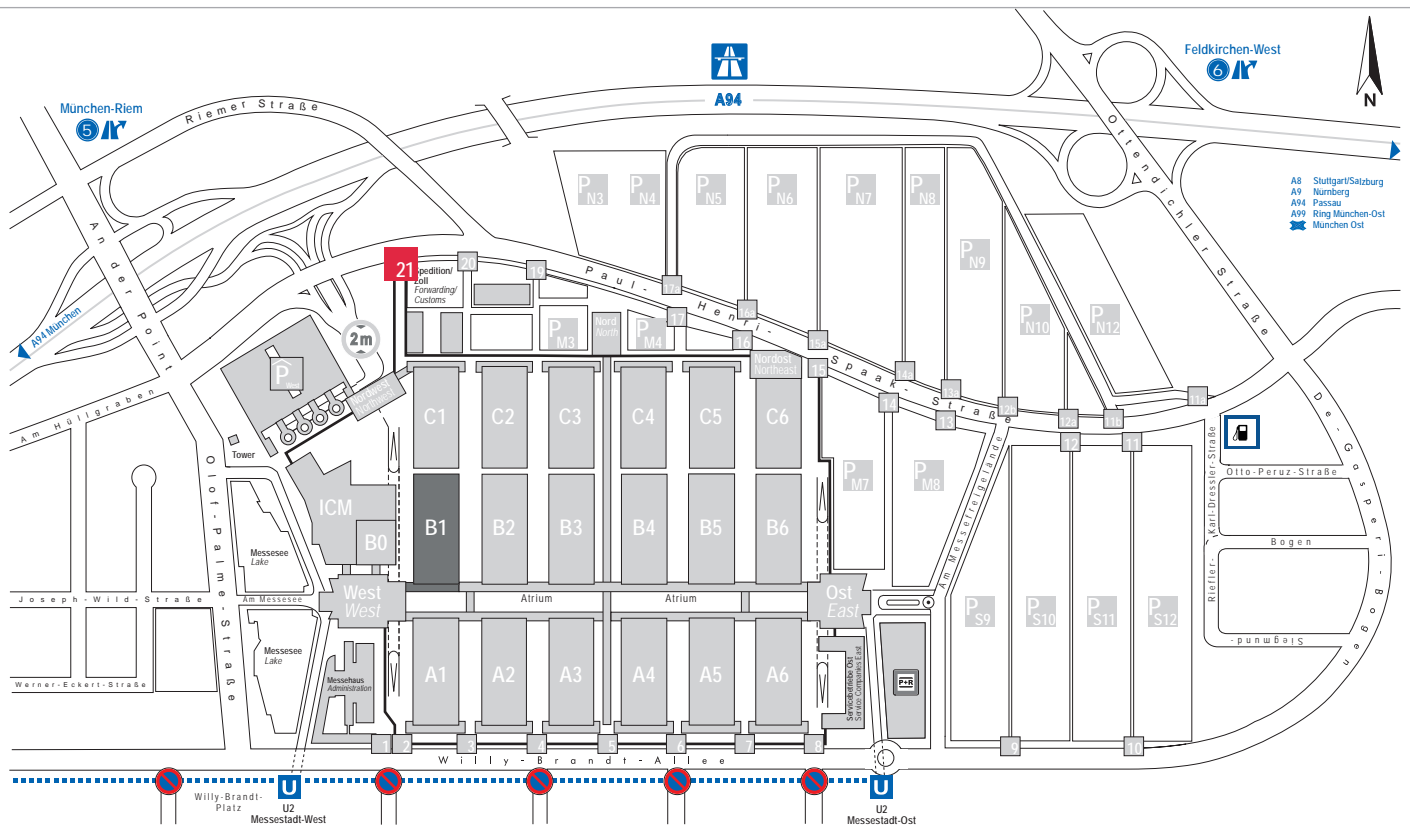 Feldkirchen-West
6
A94
N
München-Riem
5
Riemer Straße
Ottendichler Straße
A8 Stuttgart/Salzburg
A9 Nürnberg
A94 Passau
A99 Ring München-Ost
München Ost
An der Point
P N3
P N4
P N5
P N6
P N7
P N8
P N9
P N10
P N12
21
20
19
Spedition/
Zoll
Forwarding/
Customs
Paul-Henri-Spaak-Straße
17a
16a
15a
14a
13a
12b
12a
11b
11a
17
16
15
14
13
12
11
A94 München
2m
P West
P M3
Nord
North
P M4
Nordost
Northeast
Nordwest
Northwest
Am Hüllgraben
Tower
C1
C2
C3
C4
C5
C6
P M7
P M8
Am Messefreigelände
Karl-Dressler-Straße
Otto-Peruz-Straße
De-Gasperi-Bogen
Olof-Palme-Straße
ICM
B0
B1
B2
B3
B4
B5
B6
Bogen
Riefler-
Siegmund-
Messesee
Lake
Joseph-Wild-Straße
Am Messesee
West
West
Atrium
Atrium
Ost
East
P S9
P S10
P S11
P S12
Messesee
Lake
Werner-Eckert-Straße
Messehaus
Administration
A1
A2
A3
A4
A5
A6
Servicebetriebe Ost
Service Companies East
P+R
1
2
3
4
5
6
7
8
9
10
Willy-Brandt-Allee
Willy-Brandt-
Platz
U
U2
Messestadt-West
U
U2
Messestadt-Ost